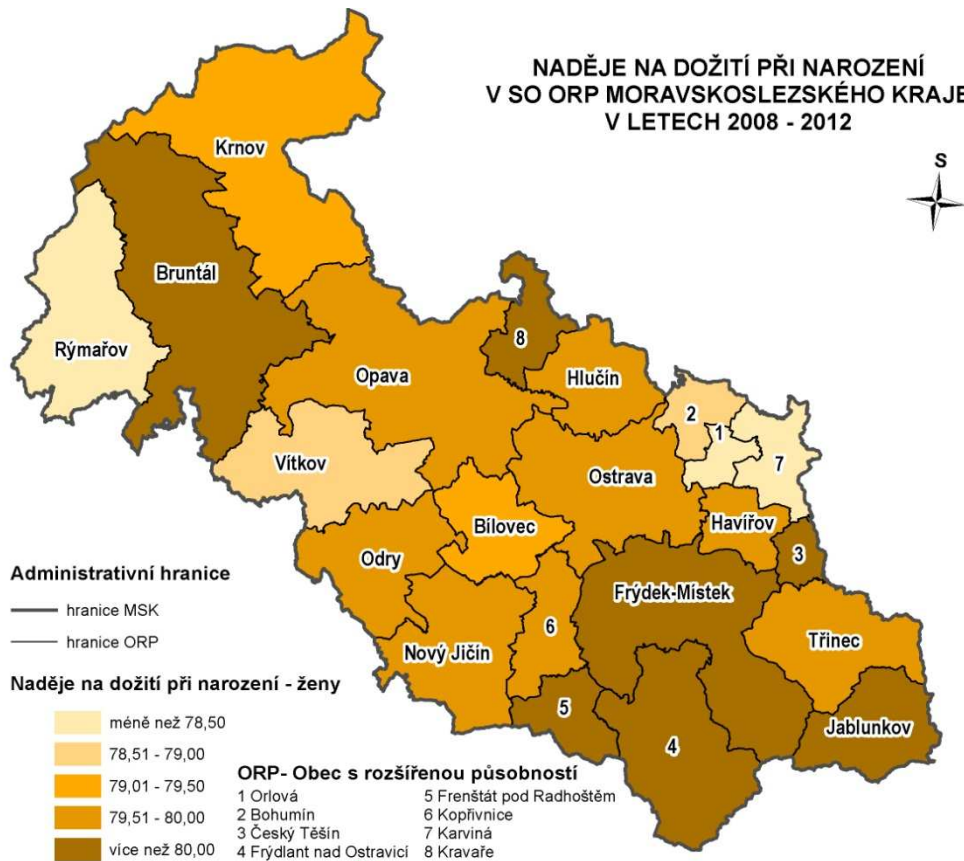 NADĚJE NA DOŽITÍ PŘI NAROZENÍ
V SO ORP MORAVSKOSLEZSKÉHO KRAJE
V LETECH 2008 - 2012
S
Krnov
Bruntál
Rýmařov
8
Opava
Hlučín
2
1
7
Vítkov
Ostrava
Bílovec
Havířov
3
Odry
Frýdek-Místek
6
Třinec
Nový Jičín
5
4
Jablunkov
Administrativní hranice
hranice MSK
hranice ORP
Naděje na dožití při narození - ženy
méně než 78,50
78,51 - 79,00
79,01 - 79,50
79,51 - 80,00
více než 80,00
ORP- Obec s rozšířenou působností
1 Orlová
2 Bohumín
3 Český Těšín
4 Frýdlant nad Ostravicí
5 Frenštát pod Radhoštěm
6 Kopřivnice
7 Karviná
8 Kravaře